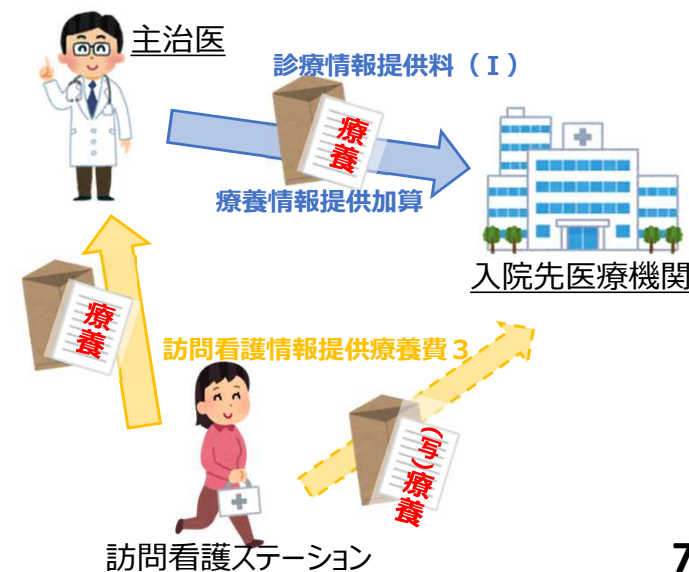 主治医
診療情報提供料（Ⅰ）
療養
療養情報提供加算
入院先医療機関
療養
訪問看護情報提供療養費３
（写）療養
訪問看護ステーション
7